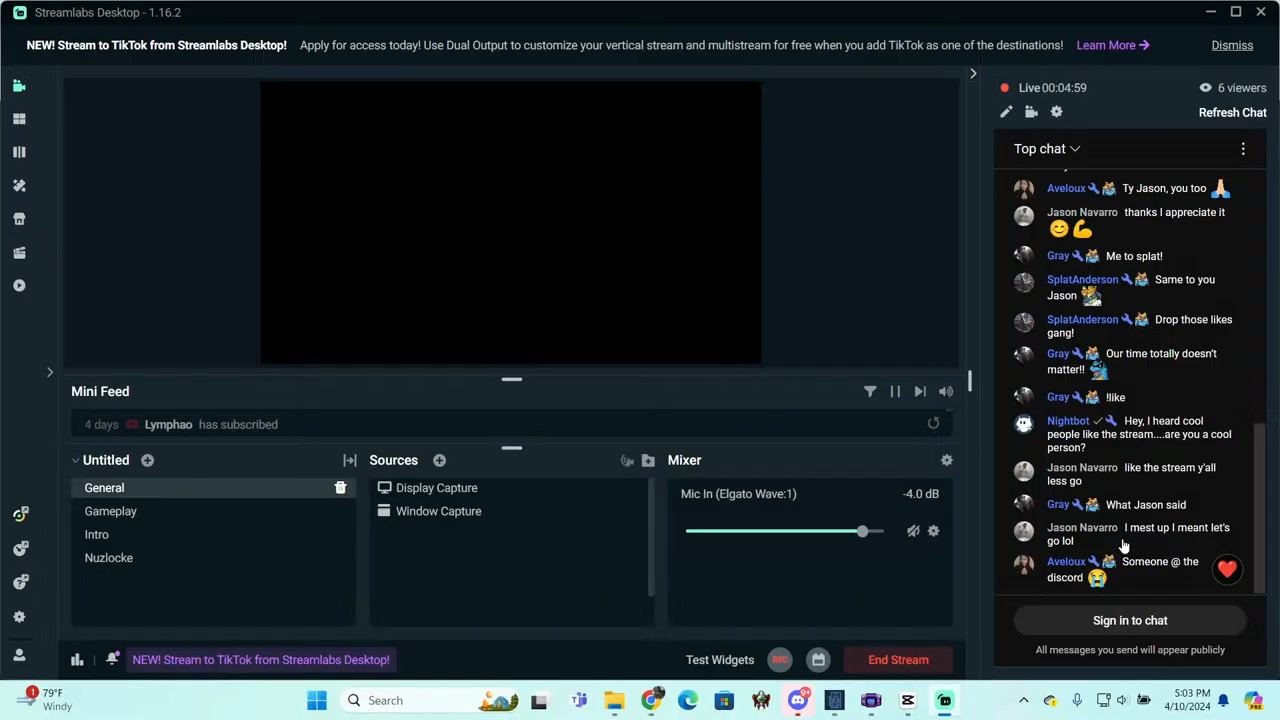 Streamlabs Desktop - 1.16.2
NEW! Stream to TikTok from Streamlabs Desktop! Apply for access today! Use Dual Output to customize your vertical stream and multistream for free when you add TikTok as one of the destinations! Learn More → Dismiss
Live 00:04:59 6 viewers
Refresh Chat
Top chat
Aveloux Ty Jason, you too
Jason Navarro thanks I appreciate it
Gray Me to splat!
SplatAnderson Same to you
Jason
SplatAnderson Drop those likes
gang!
Gray Our time totally doesn't
matter!!
Gray !like
Nightbot Hey, I heard cool
people like the stream....are you a cool
person?
Jason Navarro like the stream y'all
less go
Gray What Jason said
Jason Navarro I mest up I meant let's
go lol
Aveloux Someone @ the
discord
Sign in to chat
All messages you send will appear publicly
Mini Feed
4 days Lymphao has subscribed
Untitled
General
Gameplay
Intro
Nuzlocke
Sources
Display Capture
Window Capture
Mixer
Mic In (Elgato Wave:1) -4.0 dB
NEW! Stream to TikTok from Streamlabs Desktop! Test Widgets REC End Stream
1
79°F
Windy
Search
9+
PRE
5:03 PM
4/10/2024